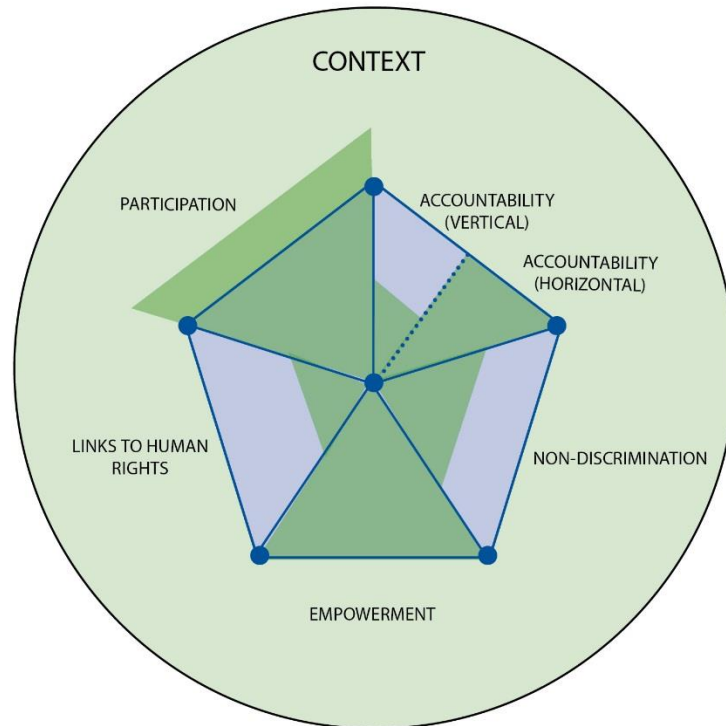 CONTEXT
PARTICIPATION
ACCOUNTABILITY
(VERTICAL)
ACCOUNTABILITY
(HORIZONTAL)
LINKS TO HUMAN
RIGHTS
NON-DISCRIMINATION
EMPOWERMENT